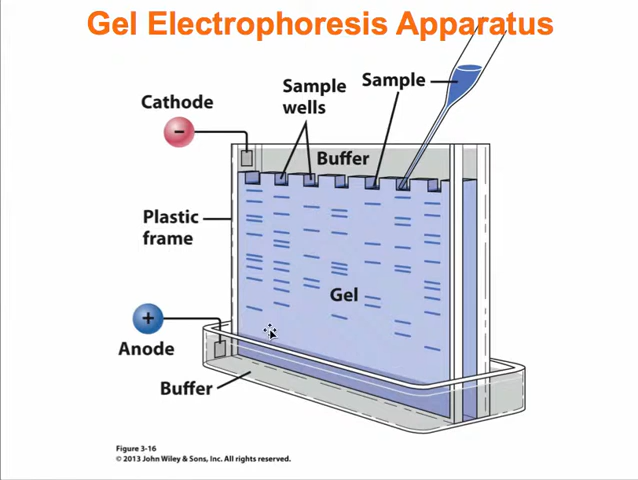 Gel Electrophoresis Apparatus
Cathode
−
Sample
wells
Sample
Buffer
Plastic
frame
Gel
+
Anode
Buffer
Figure 3-16
© 2013 John Wiley & Sons, Inc. All rights reserved.